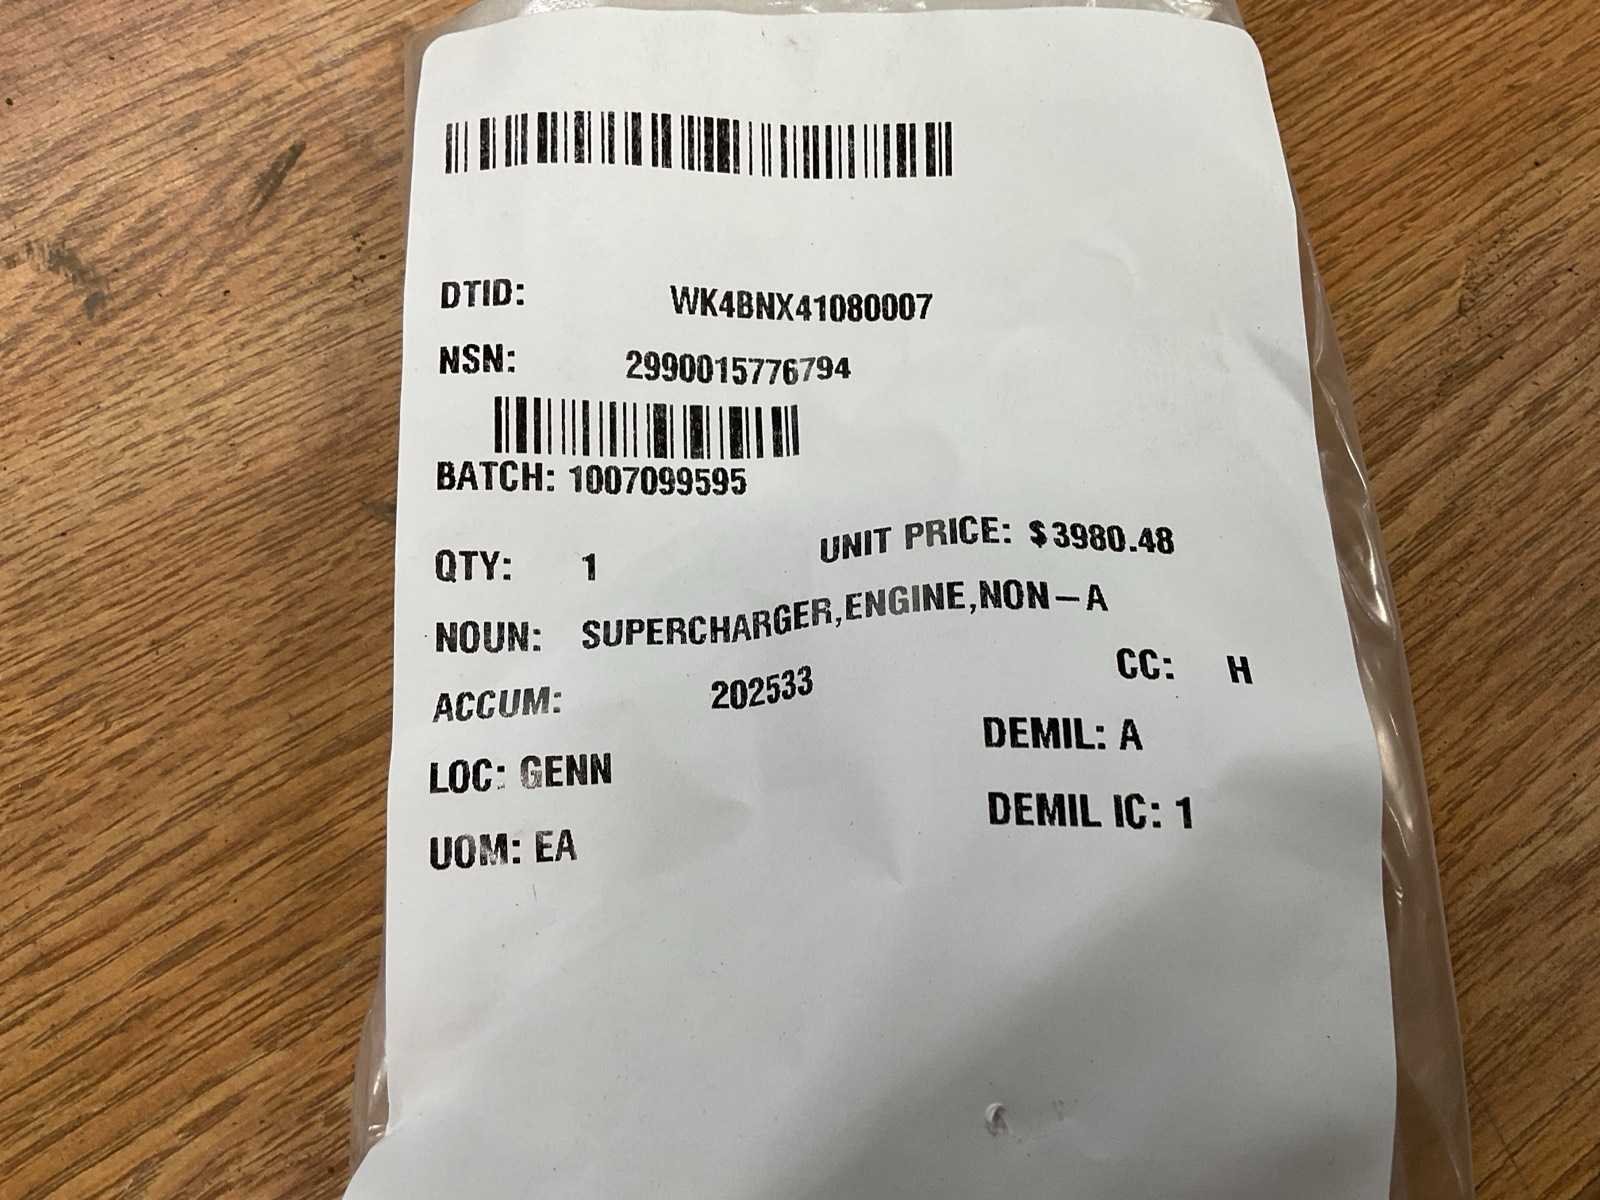 DTID: WK4BNX41080007
NSN: 2990015776794
BATCH: 1007099595
QTY: 1 UNIT PRICE: $3980.48
NOUN: SUPERCHARGER,ENGINE,NON-A
ACCUM: 202533 CC: H
LOC: GENN DEMIL: A
UOM: EA DEMIL IC: 1